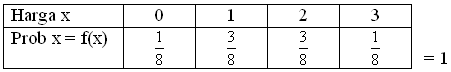 Harga x 0 1 2 3
Prob x = f(x) 1/8 3/8 3/8 1/8 = 1